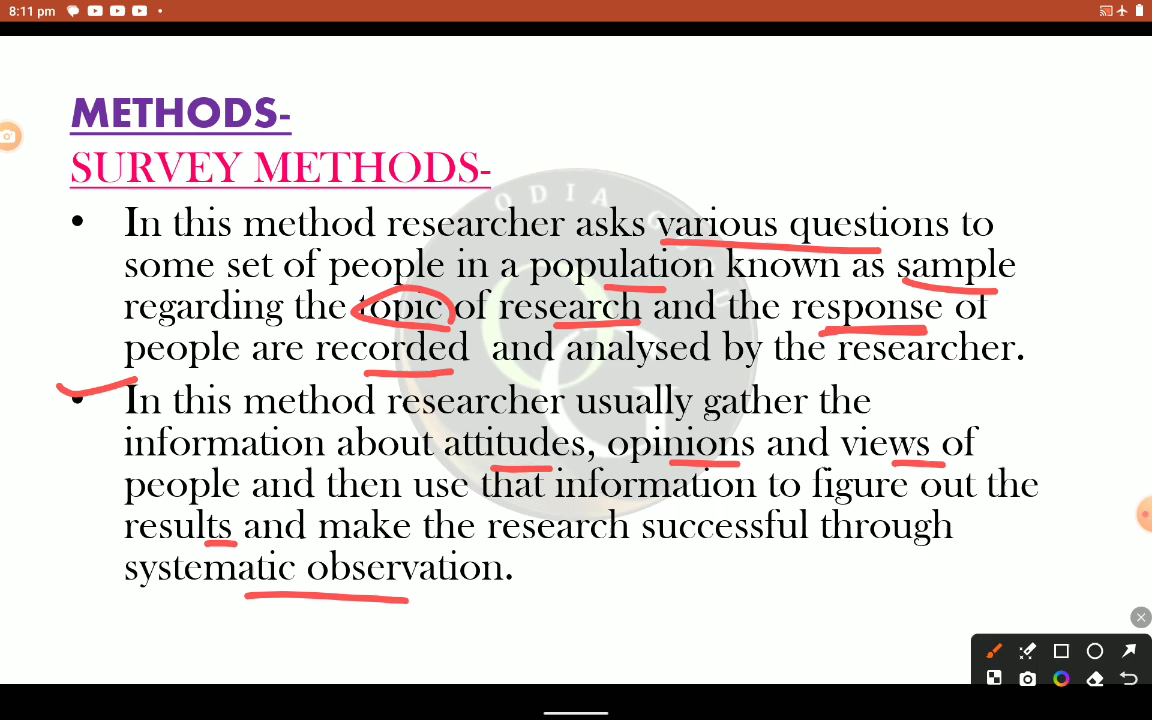 8:11 pm
METHODS-
SURVEY METHODS-
• In this method researcher asks various questions to
some set of people in a population known as sample
regarding the topic of research and the response of
people are recorded and analysed by the researcher.
• In this method researcher usually gather the
information about attitudes, opinions and views of
people and then use that information to figure out the
results and make the research successful through
systematic observation.
ODIA GURU
OG